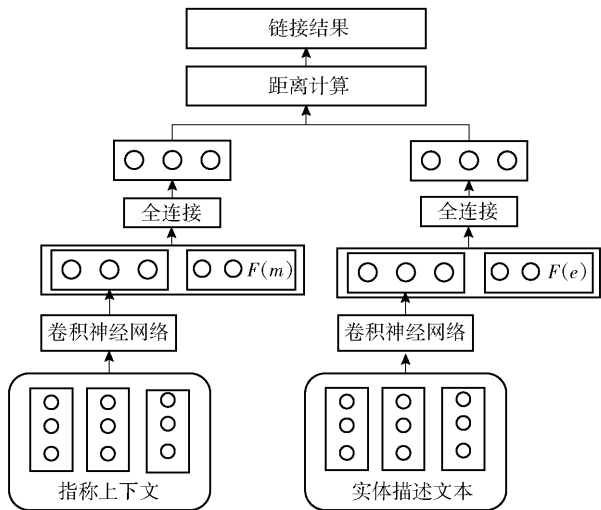 链接结果
距离计算
全连接
全连接
F(m)
F(e)
卷积神经网络
卷积神经网络
指称上下文
实体描述文本